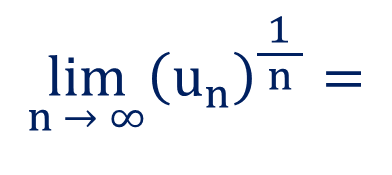 lim (uₙ)^(1/n) =
n → ∞